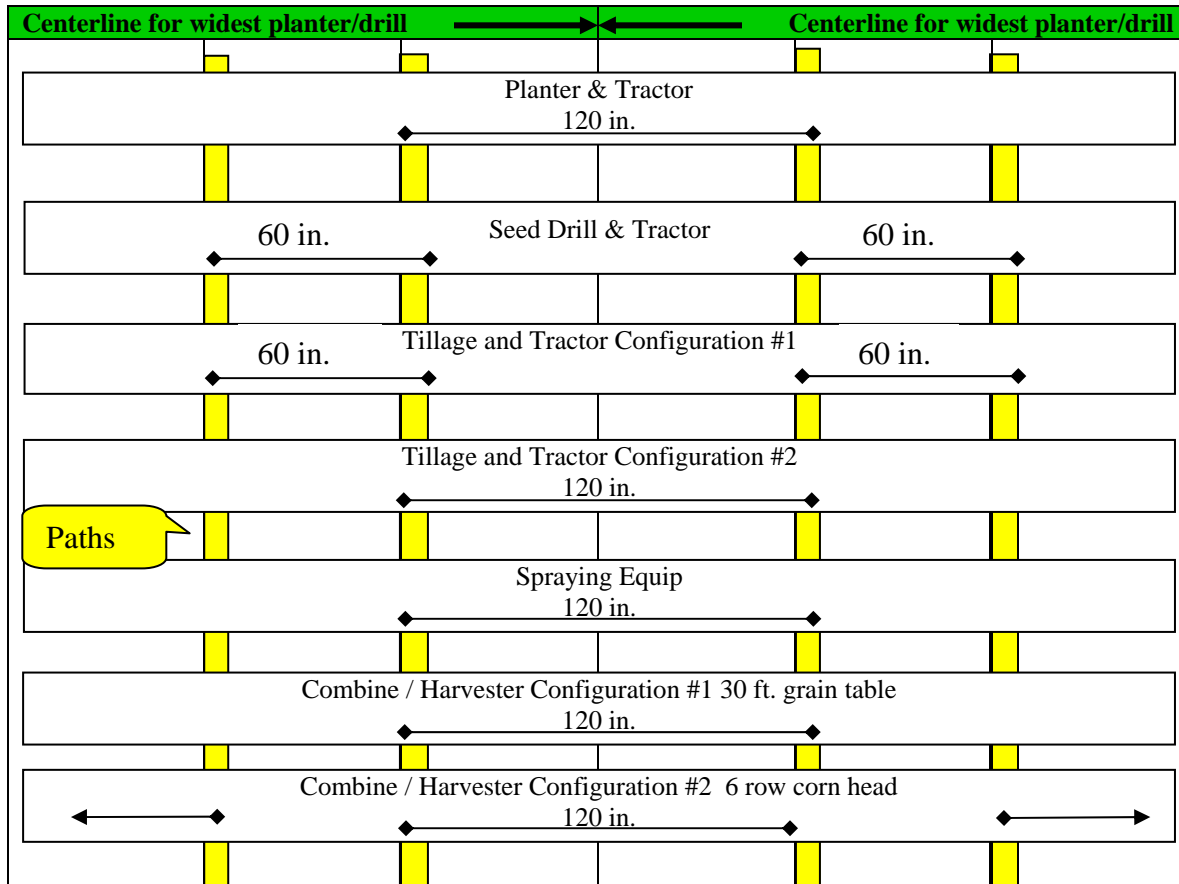 Centerline for widest planter/drill Centerline for widest planter/drill
Planter & Tractor
120 in.
60 in. Seed Drill & Tractor 60 in.
Tillage and Tractor Configuration #1
60 in. 60 in.
Tillage and Tractor Configuration #2
120 in.
Paths
Spraying Equip
120 in.
Combine / Harvester Configuration #1 30 ft. grain table
120 in.
Combine / Harvester Configuration #2 6 row corn head
120 in.